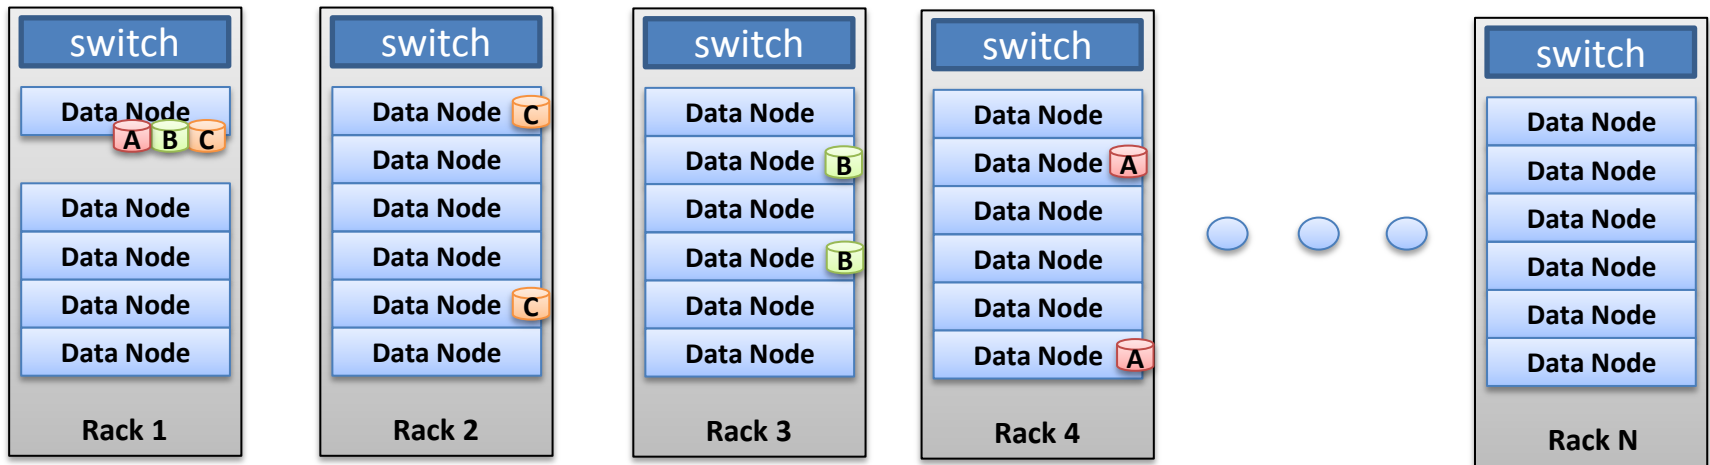 switch
Data Node
A B C
Data Node
Data Node
Data Node
Data Node
Rack 1
switch
Data Node C
Data Node
Data Node
Data Node
Data Node C
Data Node
Rack 2
switch
Data Node
Data Node B
Data Node
Data Node B
Data Node
Data Node
Rack 3
switch
Data Node
Data Node A
Data Node
Data Node
Data Node
Data Node A
Rack 4
switch
Data Node
Data Node
Data Node
Data Node
Data Node
Data Node
Rack N